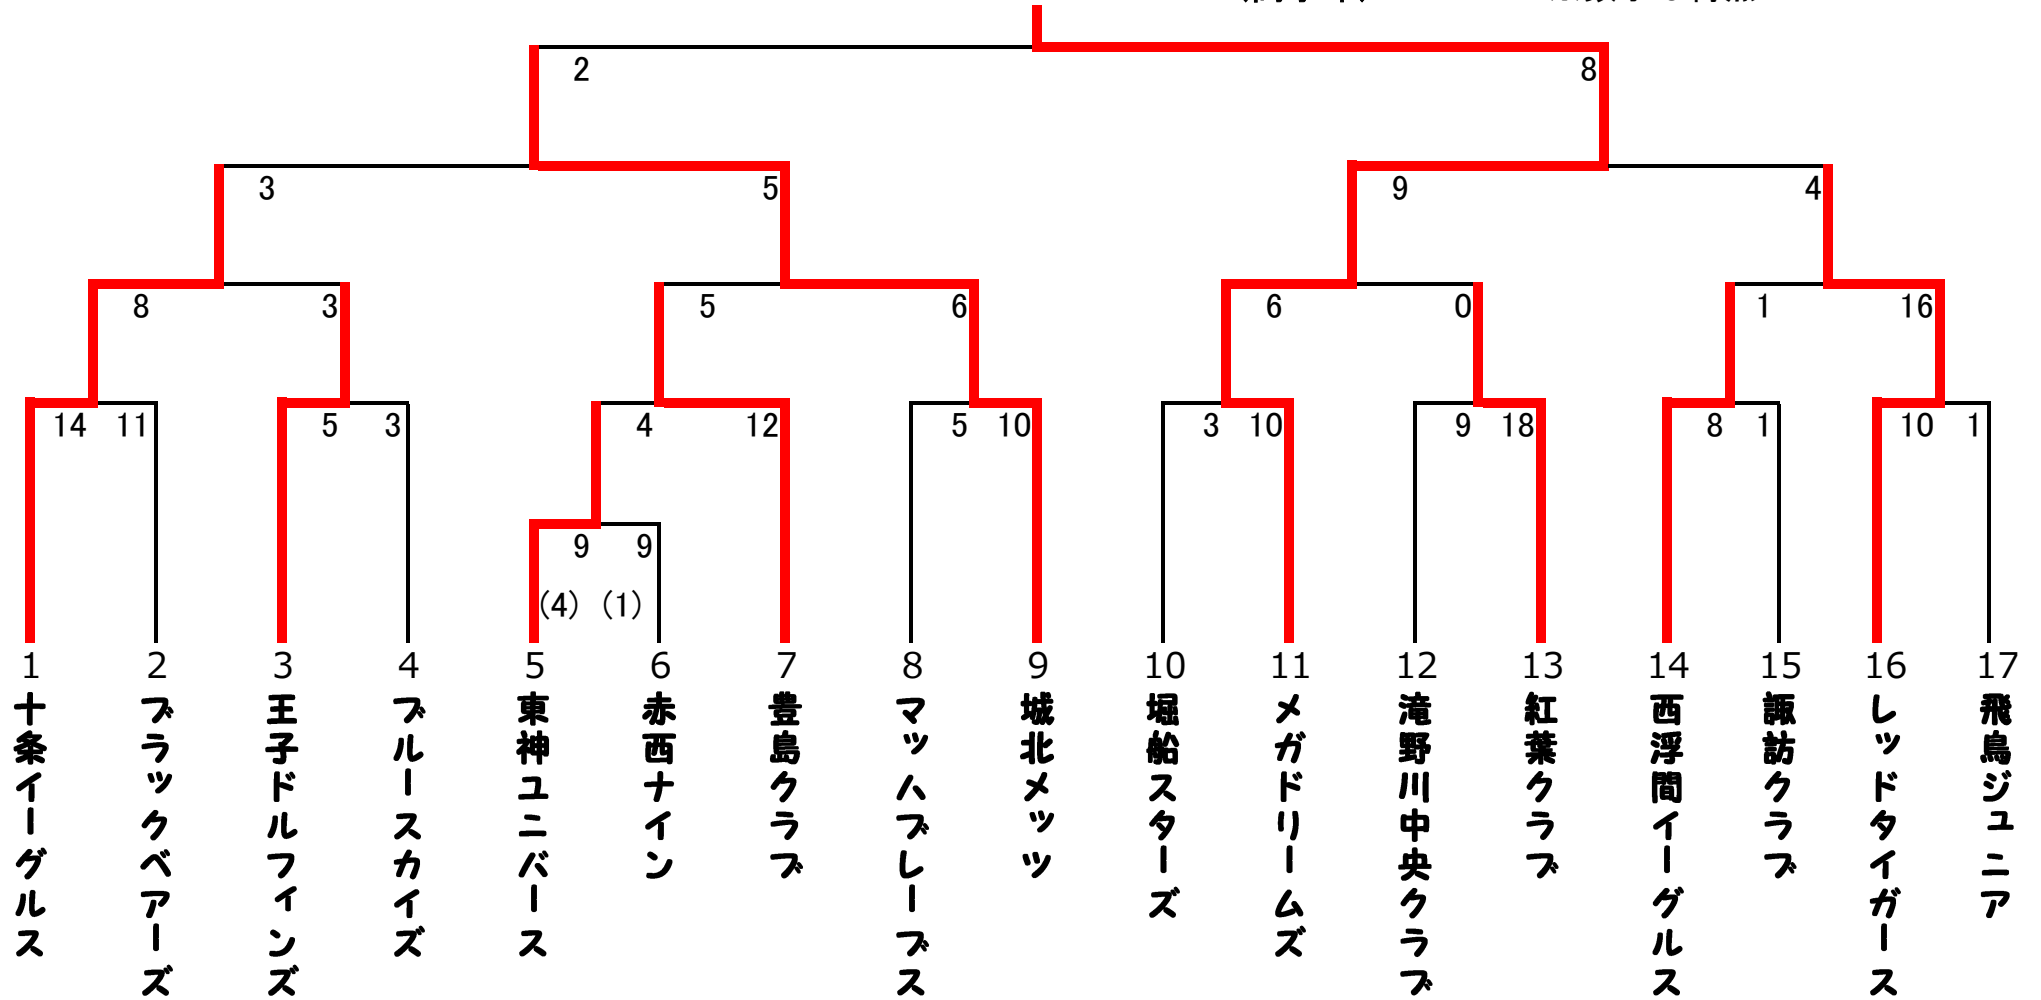 2 8
3 5 9 4
8 3 5 6 6 0 1 16
14 11 5 3 4 12 5 10 3 10 9 18 8 1 10 1
9 9
(4) (1)
1 2 3 4 5 6 7 8 9 10 11 12 13 14 15 16 17
十条イーグルス
ブラックベアーズ
王子ドルフィンズ
ブルースカイズ
東神ユニバース
赤西ナイン
豊島クラブ
マッハブレーブス
城北メッツ
堀船スターズ
メガドリームズ
滝野川中央クラブ
紅葉クラブ
西浮間イーグルス
諏訪クラブ
レッドタイガース
飛鳥ジュニア